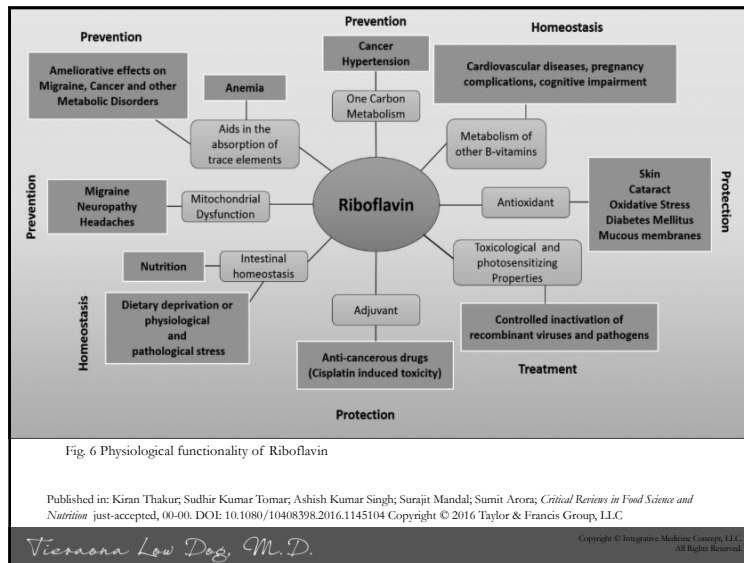 Prevention
Ameliorative effects on
Migraine, Cancer and other
Metabolic Disorders
Anemia
Aids in the
absorption of
trace elements
Prevention
Cancer
Hypertension
One Carbon
Metabolism
Homeostasis
Cardiovascular diseases, pregnancy
complications, cognitive impairment
Metabolism of
other B-vitamins
Prevention
Migraine
Neuropathy
Headaches
Mitochondrial
Dysfunction
Riboflavin
Antioxidant
Skin
Cataract
Oxidative Stress
Diabetes Mellitus
Mucous membranes
Protection
Homeostasis
Nutrition
Intestinal
homeostasis
Dietary deprivation or
physiological
and
pathological stress
Adjuvant
Anti-cancerous drugs
(Cisplatin induced toxicity)
Protection
Toxicological and
photosensitizing
Properties
Controlled inactivation of
recombinant viruses and pathogens
Treatment
Fig. 6 Physiological functionality of Riboflavin
Published in: Kiran Thakur; Sudhir Kumar Tomar; Ashish Kumar Singh; Surajit Mandal; Sumit Arora; Critical Reviews in Food Science and
Nutrition just-accepted, 00-00. DOI: 10.1080/10408398.2016.1145104 Copyright © 2016 Taylor & Francis Group, LLC
Tieraona Low Dog, M.D.
Copyright © Integrative Medicine Concept, LLC.
All Rights Reserved.